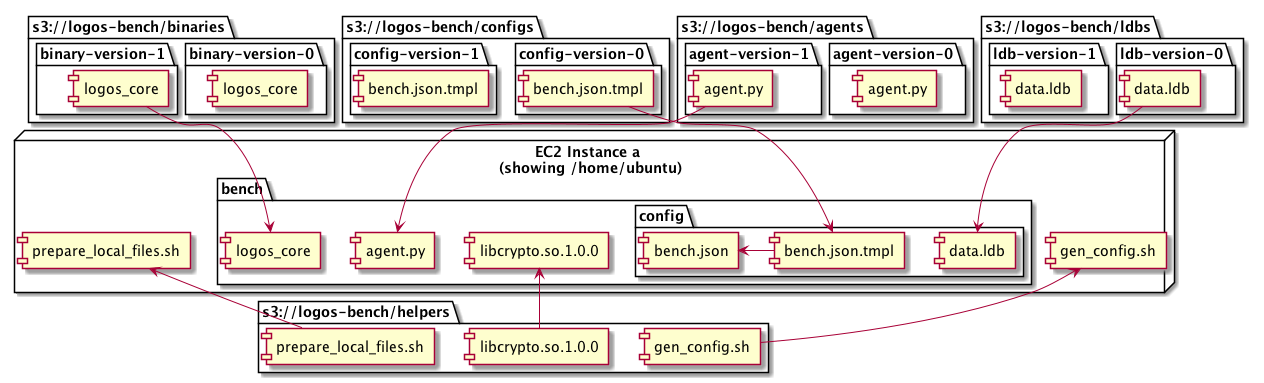 s3://logos-bench/binaries
binary-version-1
logos_core
binary-version-0
logos_core
s3://logos-bench/configs
config-version-1
bench.json.tmpl
config-version-0
bench.json.tmpl
s3://logos-bench/agents
agent-version-1
agent.py
agent-version-0
agent.py
s3://logos-bench/ldbs
ldb-version-1
data.ldb
ldb-version-0
data.ldb
EC2 Instance a
(showing /home/ubuntu)
prepare_local_files.sh
bench
logos_core
agent.py
libcrypto.so.1.0.0
config
bench.json
bench.json.tmpl
data.ldb
gen_config.sh
s3://logos-bench/helpers
prepare_local_files.sh
libcrypto.so.1.0.0
gen_config.sh